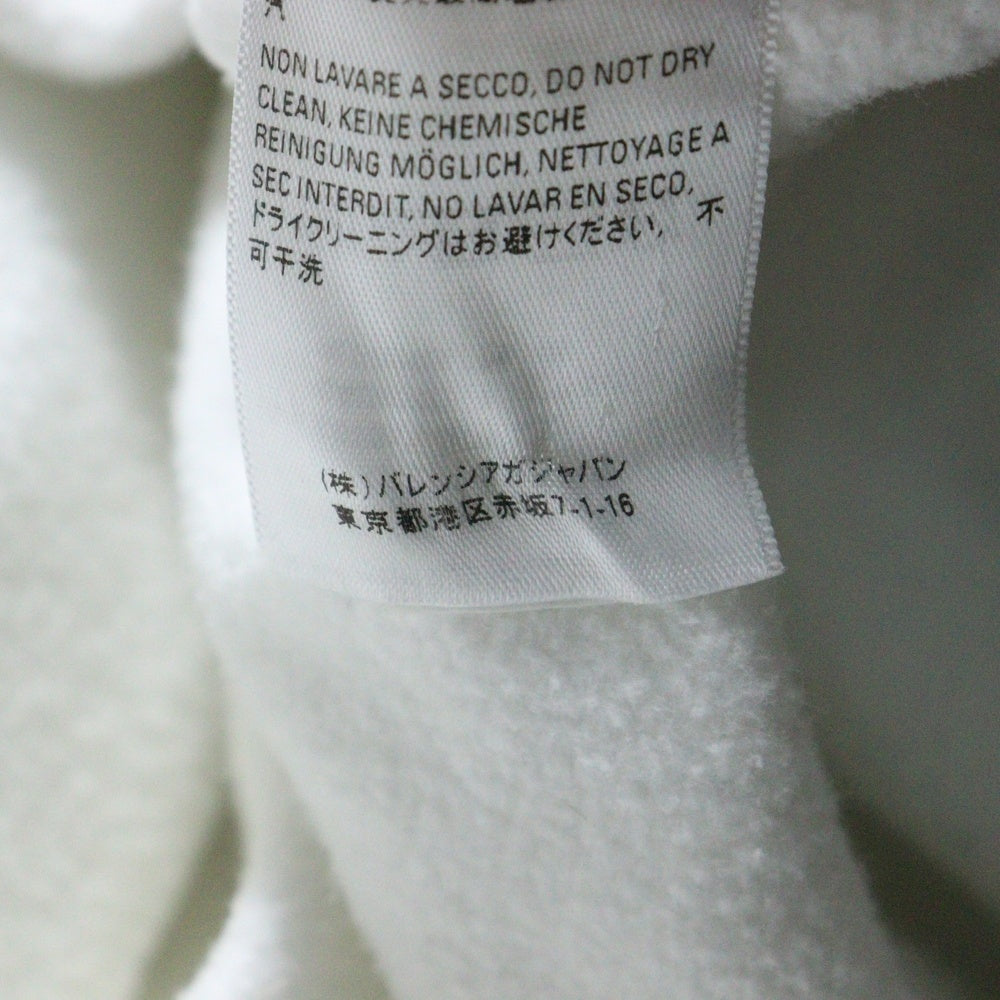 NON LAVARE A SECCO, DO NOT DRY
CLEAN, KEINE CHEMISCHE
REINIGUNG MÖGLICH, NETTOYAGE A
SEC INTERDIT, NO LAVAR EN SECO,
ドライクリーニングはお避けください, 不
可干洗
(株)バレンシアガジャパン
東京都港区赤坂7-1-16